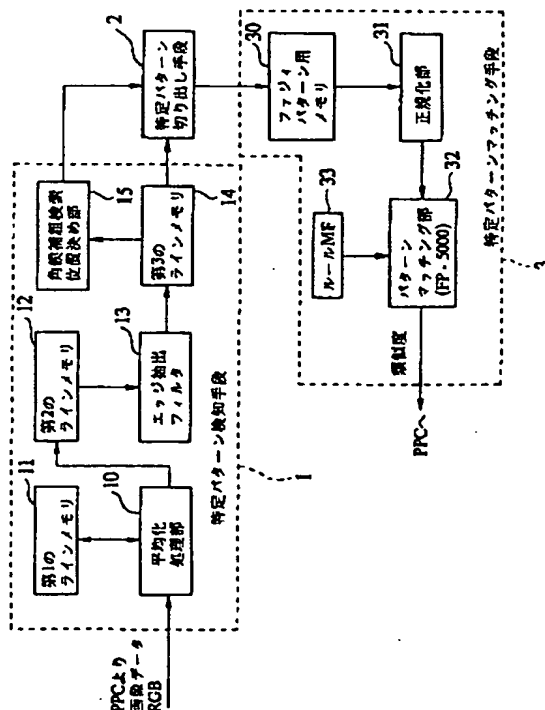 PPCより
画像データ
RGB
第1の
ラインメモリ
11
平均化
処理部
10
第2の
ラインメモリ
12
エッジ抽出
フィルタ
13
第3の
ラインメモリ
14
位置決め部
15
特定パターン検知手段
1
特定パターン
切り出し手段
2
ファジィ
パターン用
メモリ
30
正規化部
31
ルールMF
33
パターン
マッチング部
(FP-5000)
32
類似度
PPCへ
特定パターンマッチング手段
3